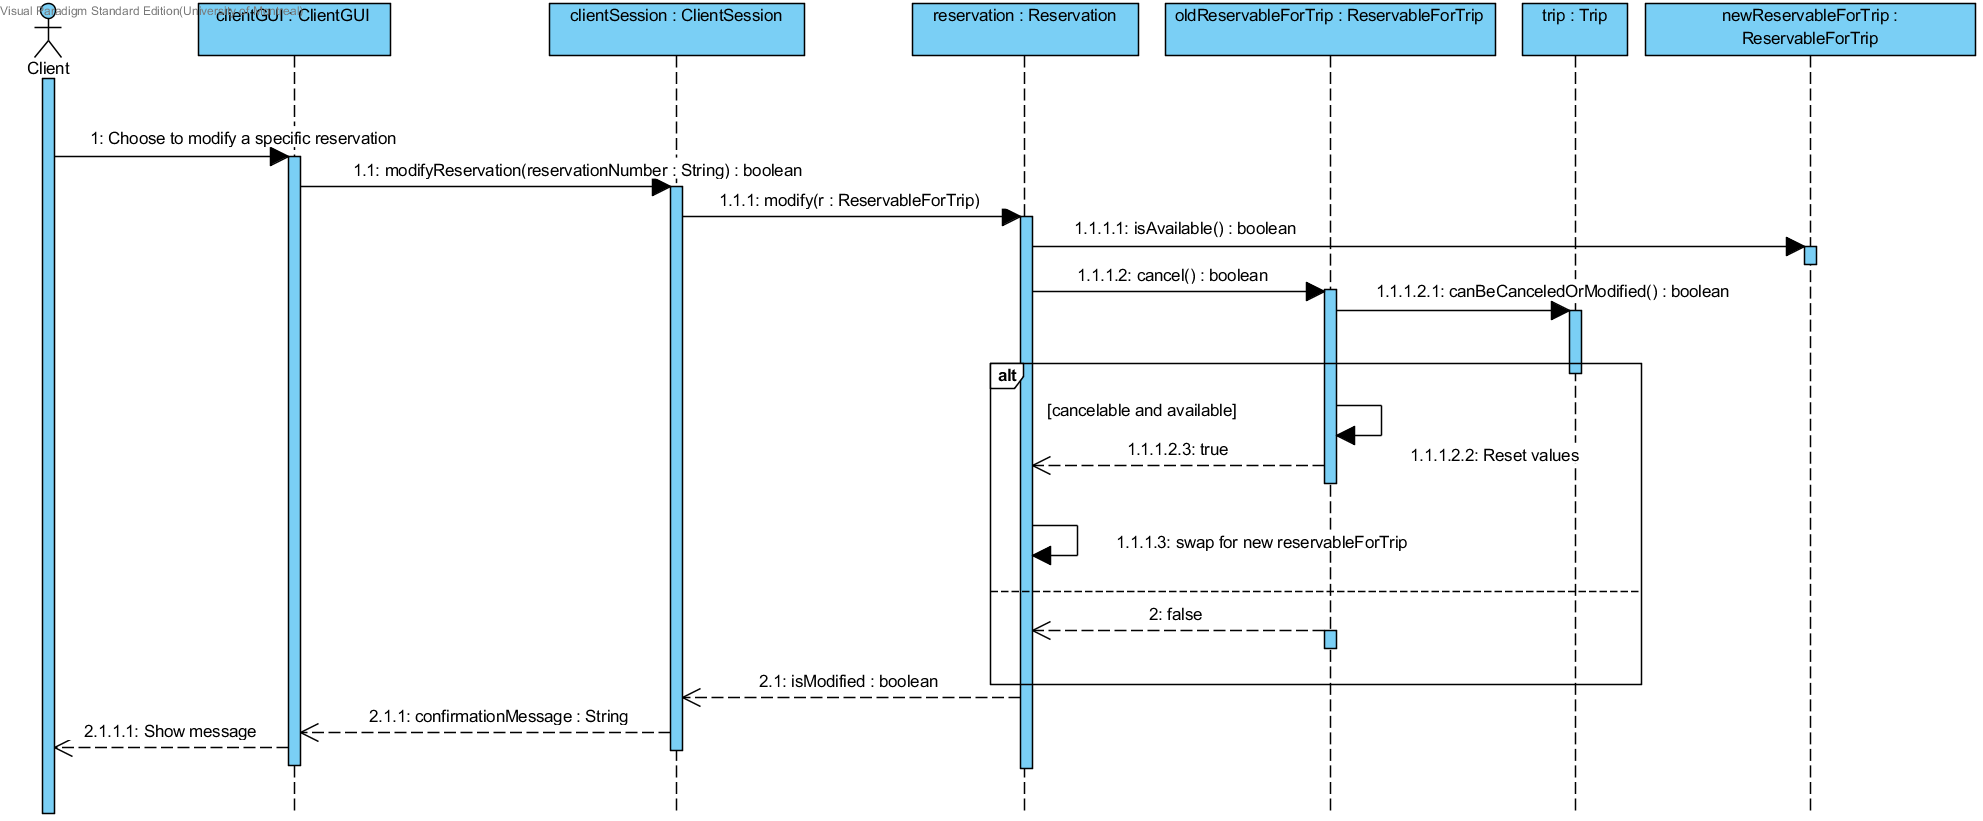 Visual Paradigm Standard Edition(University of Montreal)
clientGUI : ClientGUI
clientSession : ClientSession
reservation : Reservation
oldReservableForTrip : ReservableForTrip
trip : Trip
newReservableForTrip :
ReservableForTrip
Client
1: Choose to modify a specific reservation
1.1: modifyReservation(reservationNumber : String) : boolean
1.1.1: modify(r : ReservableForTrip)
1.1.1.1: isAvailable() : boolean
1.1.1.2: cancel() : boolean
1.1.1.2.1: canBeCanceledOrModified() : boolean
alt
[cancelable and available]
1.1.1.2.3: true
1.1.1.2.2: Reset values
1.1.1.3: swap for new reservableForTrip
2: false
2.1: isModified : boolean
2.1.1: confirmationMessage : String
2.1.1.1: Show message